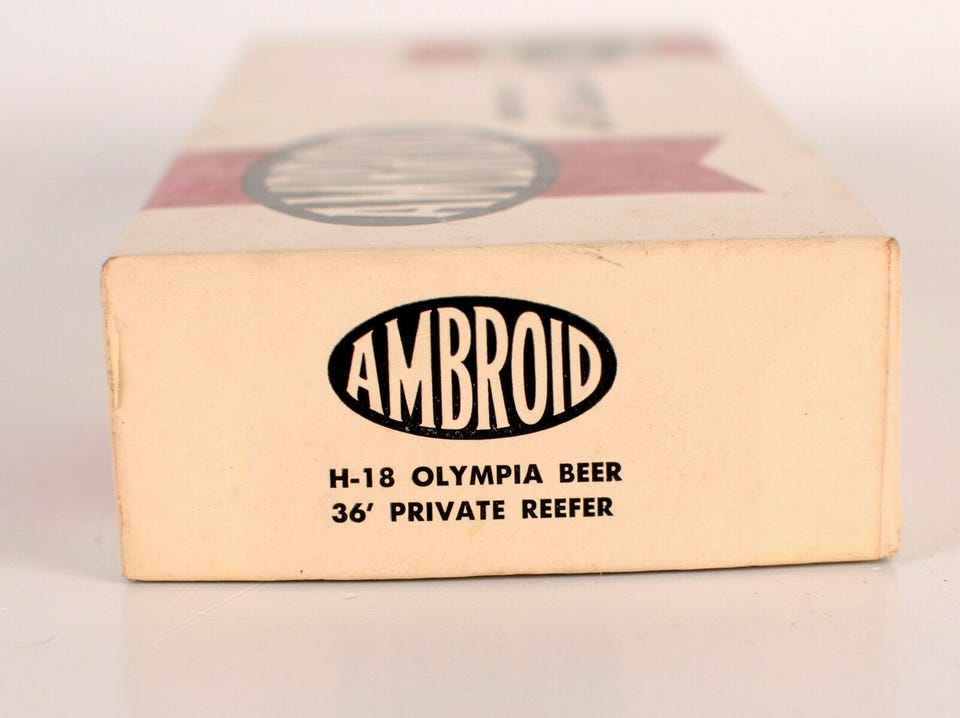 AMBROID
H-18 OLYMPIA BEER
36' PRIVATE REEFER